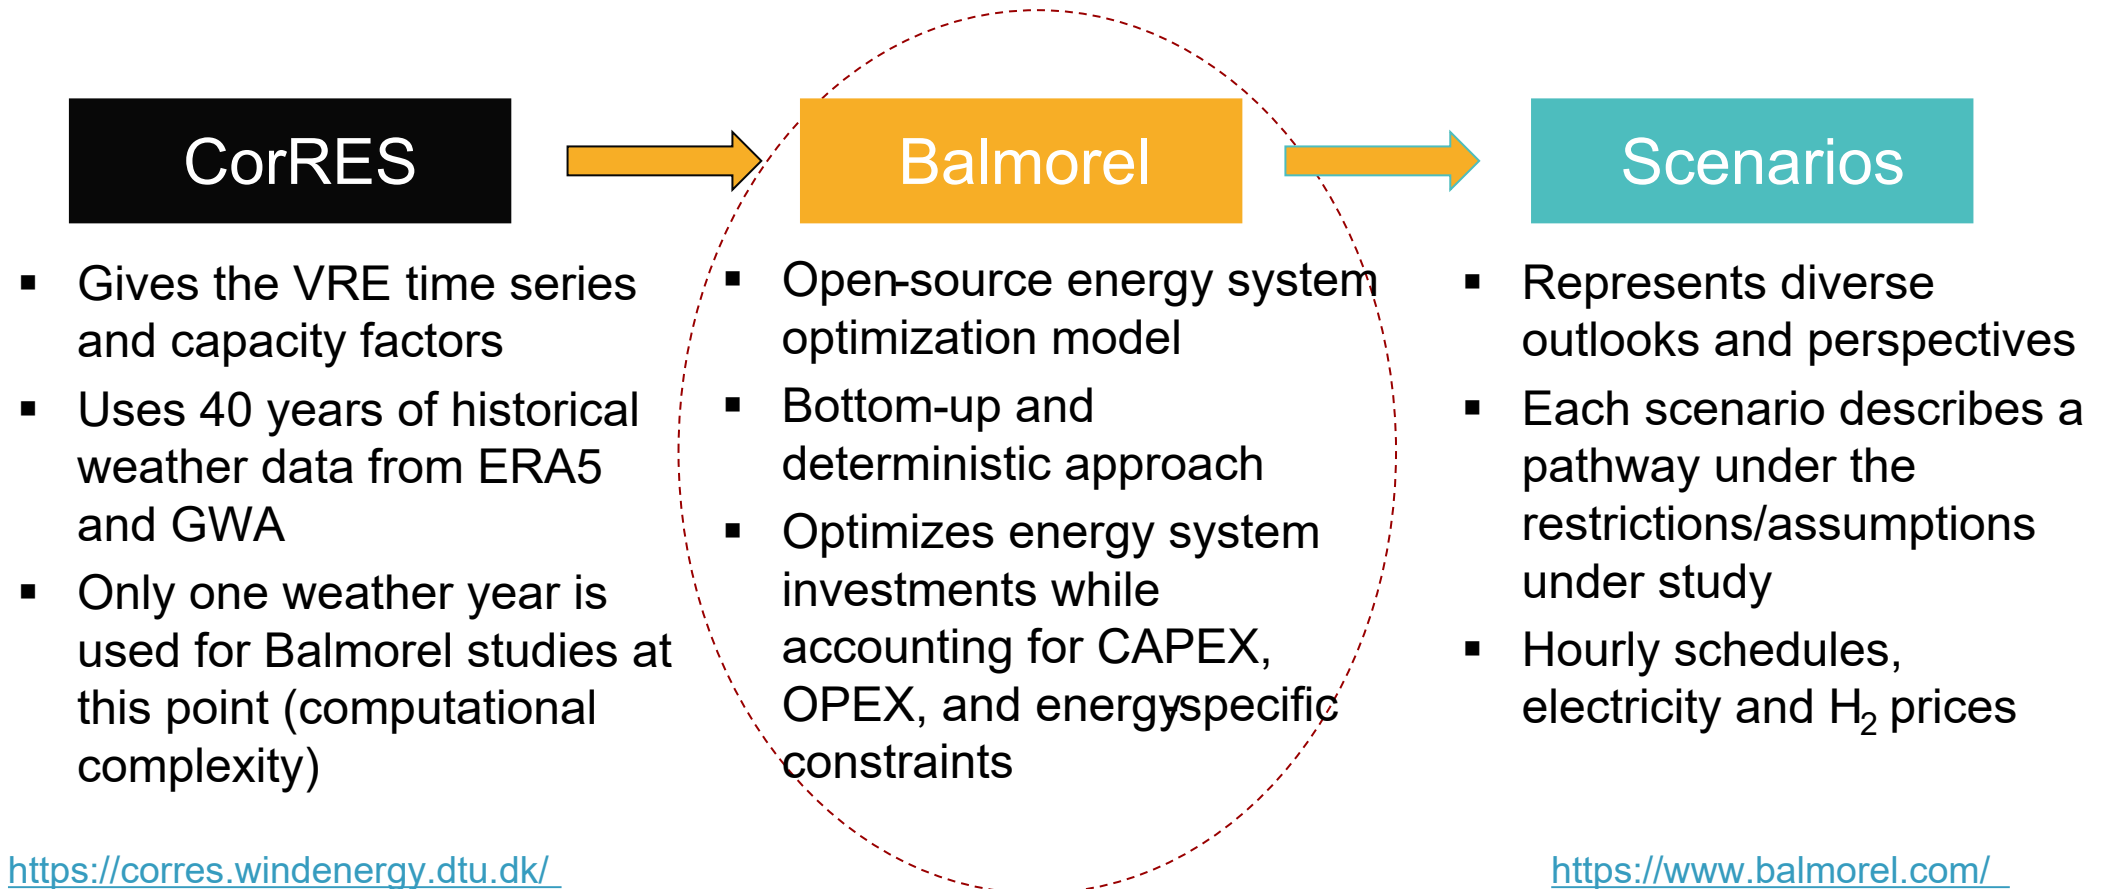 CorRES
Balmorel
Scenarios
▪ Gives the VRE time series
and capacity factors
▪ Uses 40 years of historical
weather data from ERA5
and GWA
▪ Only one weather year is
used for Balmorel studies at
this point (computational
complexity)
▪ Open-source energy system
optimization model
▪ Bottom-up and
deterministic approach
▪ Optimizes energy system
investments while
accounting for CAPEX,
OPEX, and energy-specific
constraints
▪ Represents diverse
outlooks and perspectives
▪ Each scenario describes a
pathway under the
restrictions/assumptions
under study
▪ Hourly schedules,
electricity and H₂ prices
https://corres.windenergy.dtu.dk/
https://www.balmorel.com/